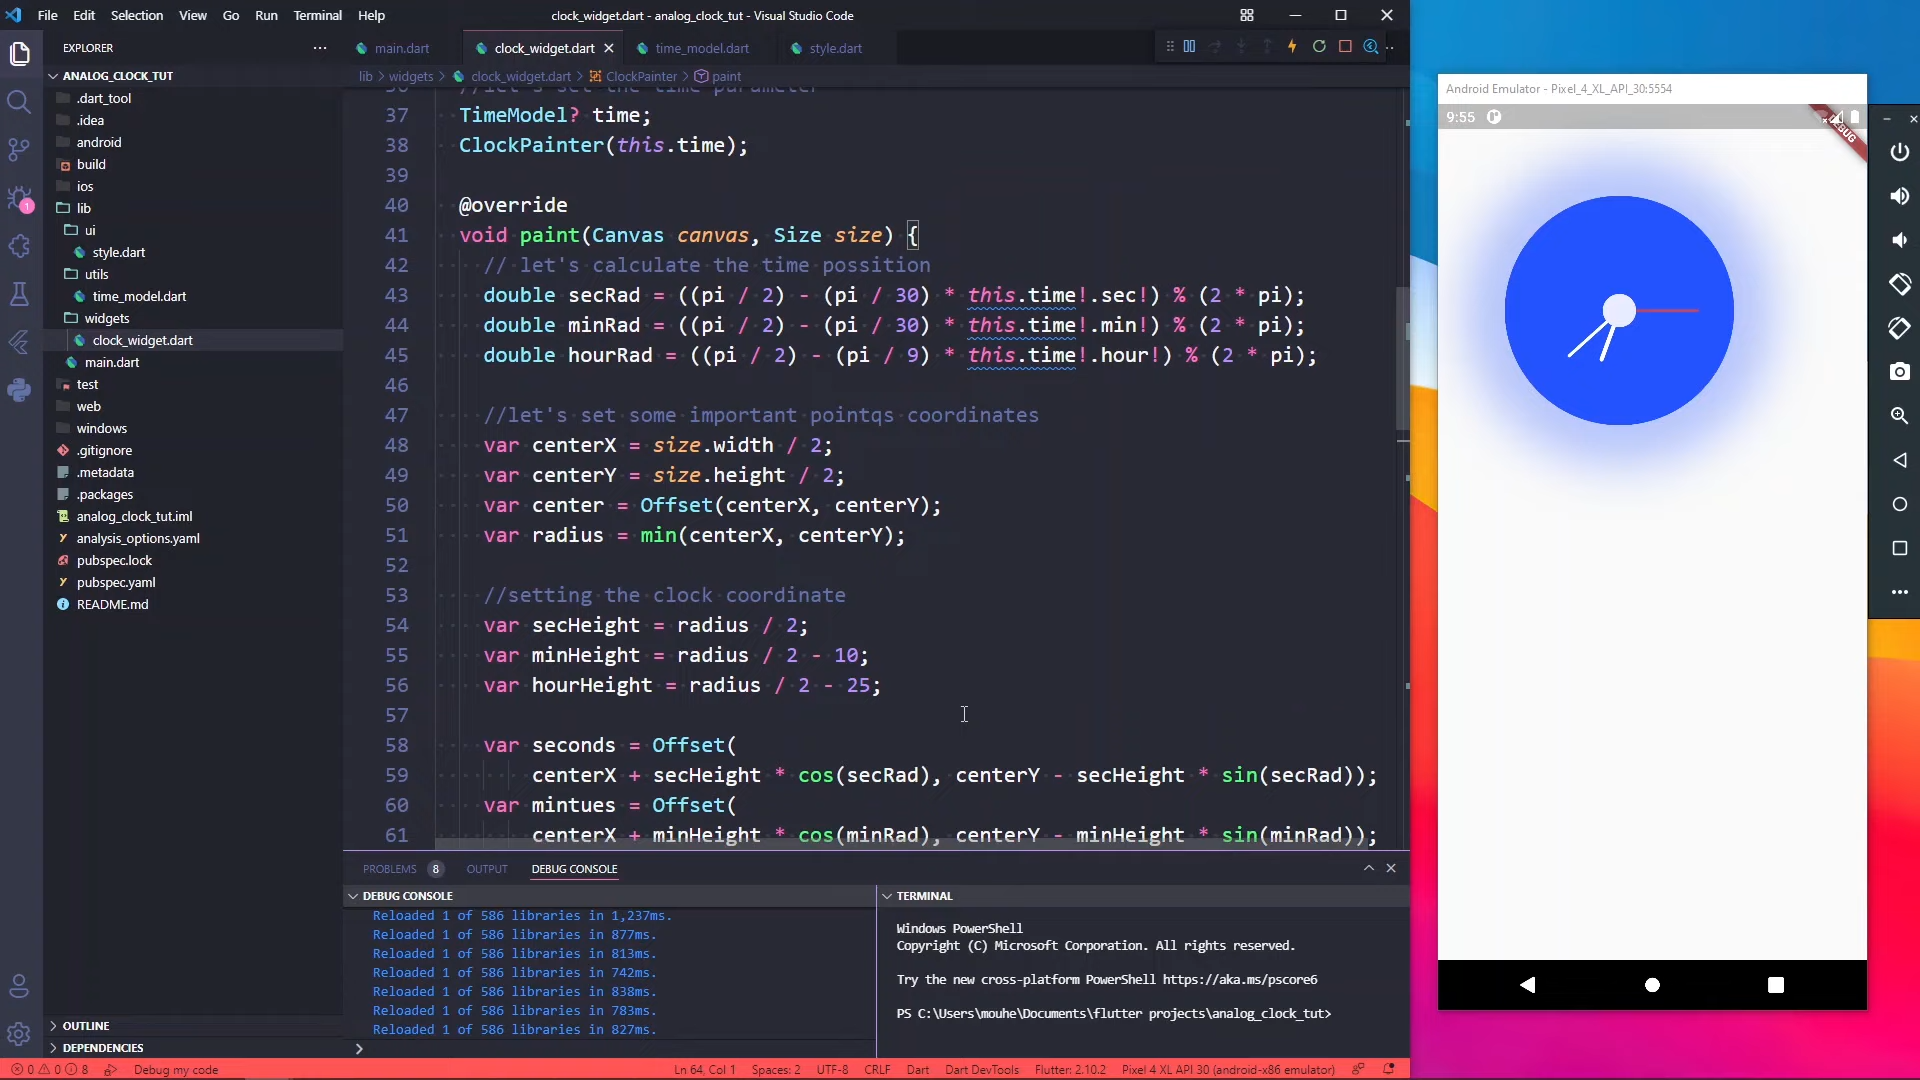 File Edit Selection View Go Run Terminal Help
clock_widget.dart - analog_clock_tut - Visual Studio Code
EXPLORER
ANALOG_CLOCK_TUT
.dart_tool
.idea
android
build
ios
lib
ui
style.dart
utils
time_model.dart
widgets
clock_widget.dart
main.dart
test
web
windows
.gitignore
.metadata
.packages
analog_clock_tut.iml
analysis_options.yaml
pubspec.lock
pubspec.yaml
README.md
OUTLINE
DEPENDENCIES
1
main.dart clock_widget.dart time_model.dart style.dart
lib > widgets > clock_widget.dart > ClockPainter > paint
36 //let's set the time parameter
37 TimeModel? time;
38 ClockPainter(this.time);
39
40 @override
41 void paint(Canvas canvas, Size size) {
42 // let's calculate the time possition
43 double secRad = ((pi / 2) - (pi / 30) * this.time!.sec!) % (2 * pi);
44 double minRad = ((pi / 2) - (pi / 30) * this.time!.min!) % (2 * pi);
45 double hourRad = ((pi / 2) - (pi / 9) * this.time!.hour!) % (2 * pi);
46
47 //let's set some important pointqs coordinates
48 var centerX = size.width / 2;
49 var centerY = size.height / 2;
50 var center = Offset(centerX, centerY);
51 var radius = min(centerX, centerY);
52
53 //setting the clock coordinate
54 var secHeight = radius / 2;
55 var minHeight = radius / 2 - 10;
56 var hourHeight = radius / 2 - 25;
57
58 var seconds = Offset(
59 centerX + secHeight * cos(secRad), centerY - secHeight * sin(secRad));
60 var mintues = Offset(
61 centerX + minHeight * cos(minRad), centerY - minHeight * sin(minRad));
PROBLEMS 8 OUTPUT DEBUG CONSOLE
DEBUG CONSOLE
Reloaded 1 of 586 libraries in 1,237ms.
Reloaded 1 of 586 libraries in 877ms.
Reloaded 1 of 586 libraries in 813ms.
Reloaded 1 of 586 libraries in 742ms.
Reloaded 1 of 586 libraries in 838ms.
Reloaded 1 of 586 libraries in 783ms.
Reloaded 1 of 586 libraries in 827ms.
TERMINAL
Windows PowerShell
Copyright (C) Microsoft Corporation. All rights reserved.
Try the new cross-platform PowerShell https://aka.ms/pscore6
PS C:\Users\mouhe\Documents\flutter projects\analog_clock_tut>
0 0 8 Debug my code Ln 64, Col 1 Spaces: 2 UTF-8 CRLF Dart Dart DevTools Flutter: 2.10.2 Pixel 4 XL API 30 (android-x86 emulator)
Android Emulator - Pixel_4_XL_API_30:5554
9:55
DEBUG